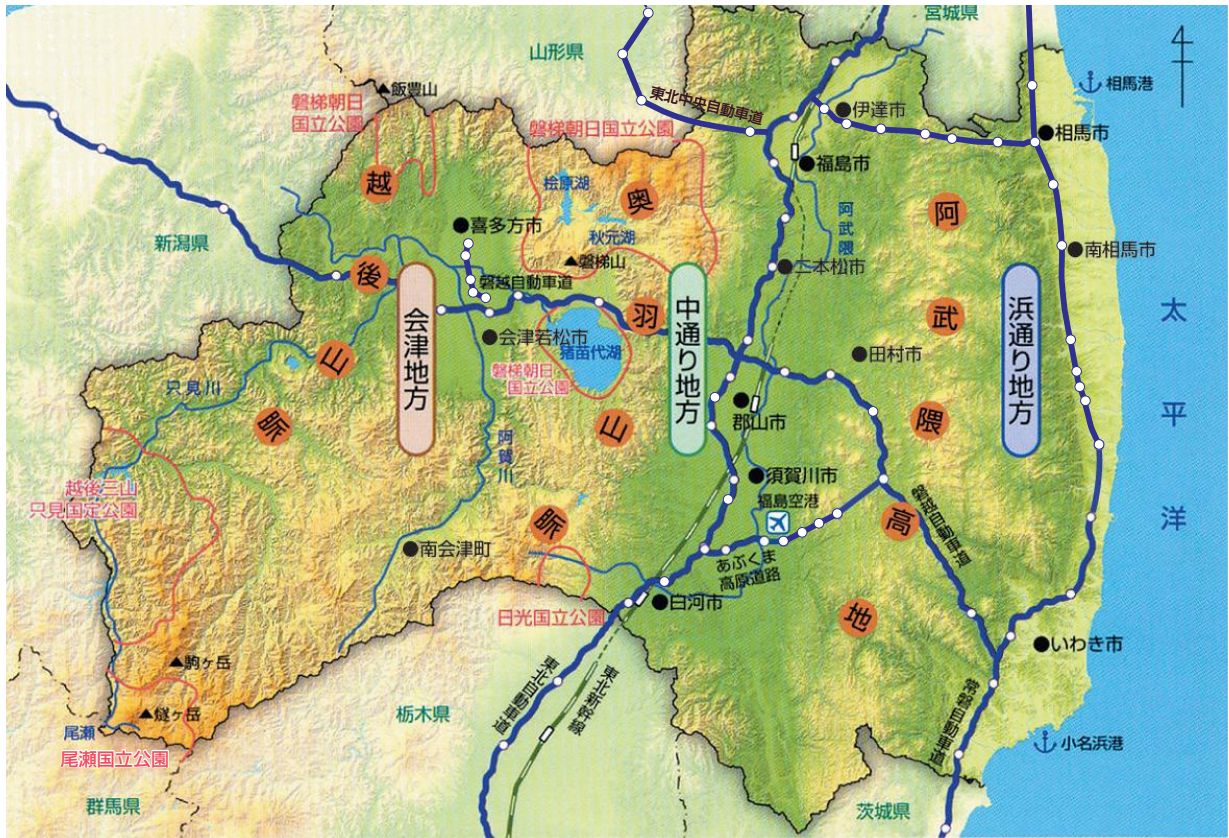 宮城県
山形県
飯豊山
磐梯朝日
国立公園
東北中央自動車道
相馬港
伊達市
相馬市
磐梯朝日国立公園
福島市
越
後
山
脈
奥
羽
山
脈
阿
武
隈
高
地
桧原湖
秋元湖
磐梯山
喜多方市
新潟県
阿武隈
二本松市
南相馬市
磐越自動車道
会津地方
中通り地方
浜通り地方
太平洋
会津若松市
猪苗代湖
磐梯朝日
国立公園
田村市
只見川
阿賀川
郡山市
越後三山
只見国定公園
須賀川市
福島空港
磐越自動車道
南会津町
あぶくま
高原道路
日光国立公園
白河市
いわき市
駒ヶ岳
燧ヶ岳
尾瀬
尾瀬国立公園
栃木県
東北自動車道
東北新幹線
常磐自動車道
小名浜港
群馬県
茨城県